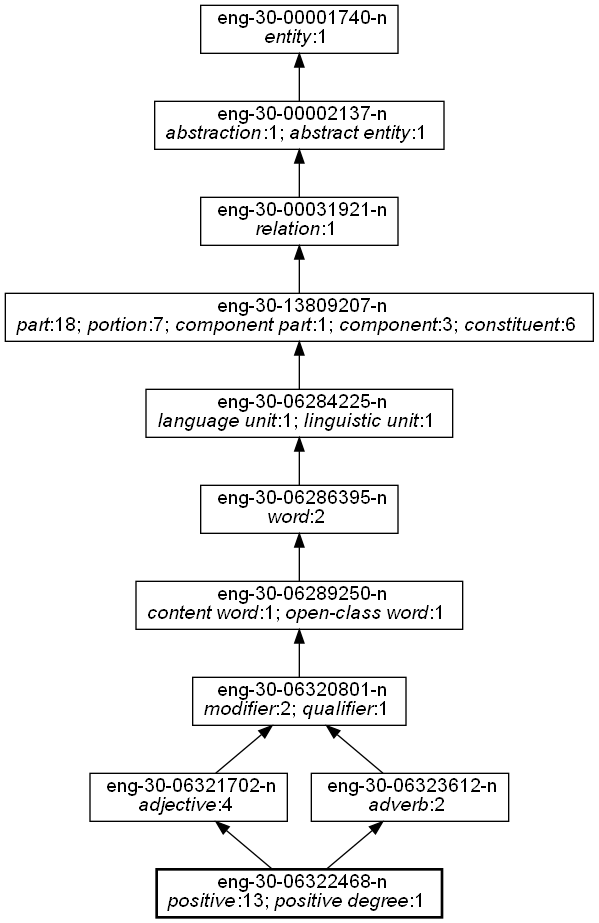 eng-30-00001740-n
entity:1
eng-30-00002137-n
abstraction:1; abstract entity:1
eng-30-00031921-n
relation:1
eng-30-13809207-n
part:18; portion:7; component part:1; component:3; constituent:6
eng-30-06284225-n
language unit:1; linguistic unit:1
eng-30-06286395-n
word:2
eng-30-06289250-n
content word:1; open-class word:1
eng-30-06320801-n
modifier:2; qualifier:1
eng-30-06321702-n
adjective:4
eng-30-06323612-n
adverb:2
eng-30-06322468-n
positive:13; positive degree:1